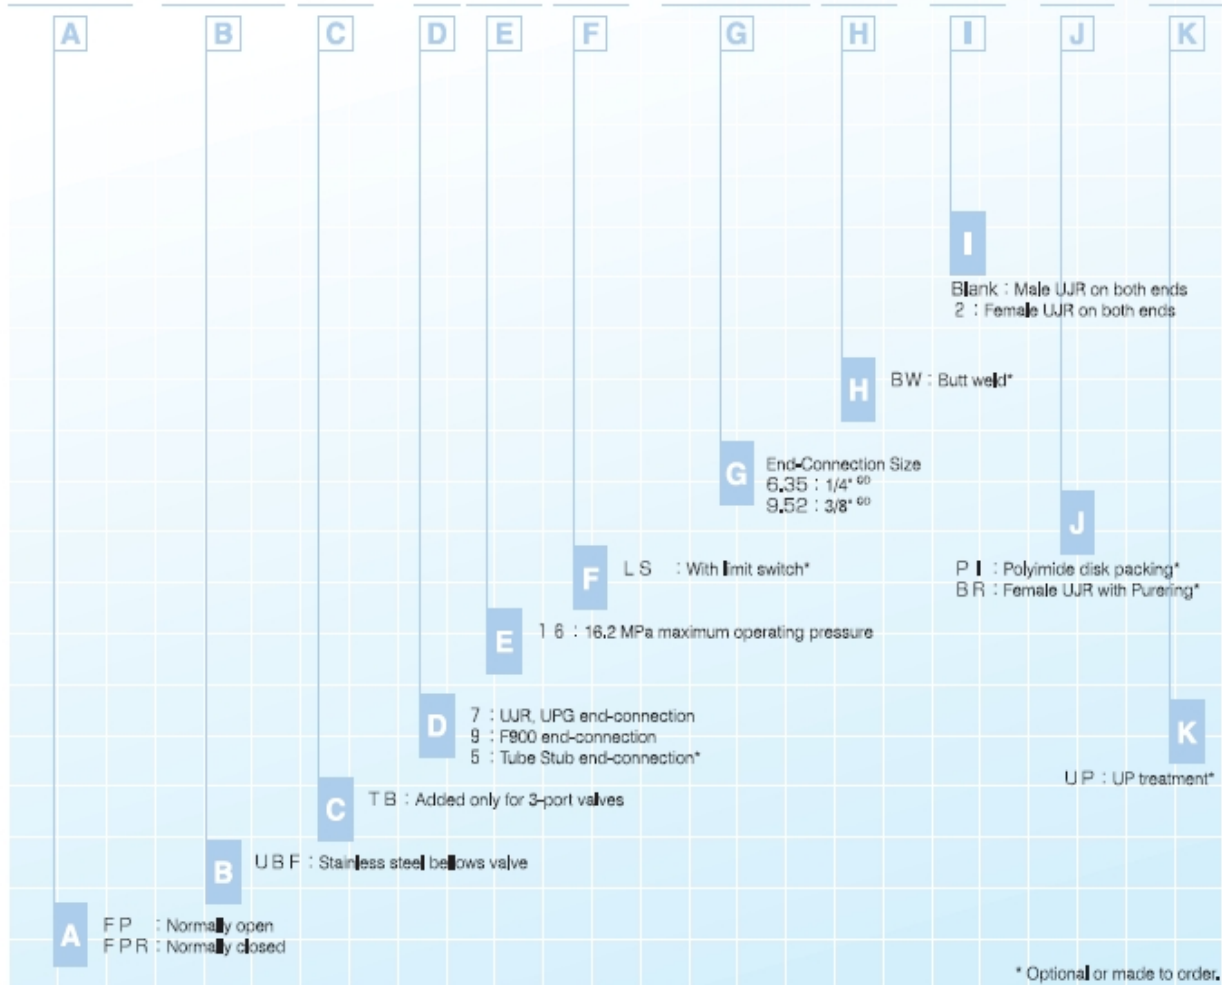 A B C D E F G H I J K
I
Blank : Male UJR on both ends
2 : Female UJR on both ends
H
BW : Butt weld*
G
End-Connection Size
6.35 : 1/4" OD
9.52 : 3/8" OD
J
PI : Polyimide disk packing*
BR : Female UJR with Purering*
F
LS : With limit switch*
E
16 : 16.2 MPa maximum operating pressure
D
7 : UJR, UPG end-connection
9 : F900 end-connection
5 : Tube Stub end-connection*
K
UP : UP treatment*
C
TB : Added only for 3-port valves
B
UBF : Stainless steel bellows valve
A
FP : Normally open
FPR : Normally closed
* Optional or made to order.